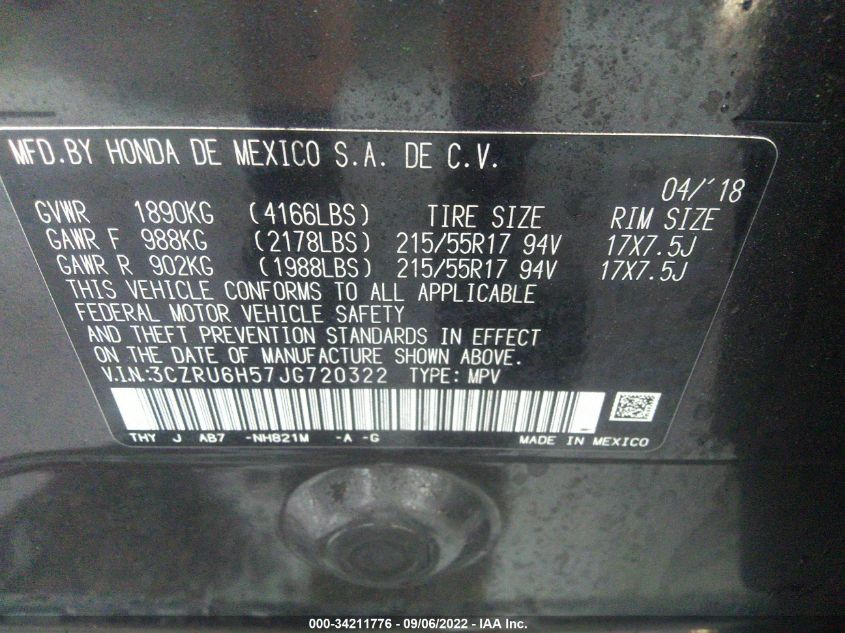 MFD.BY HONDA DE MEXICO S.A. DE C.V.
04/'18
GVWR 1890KG (4166LBS) TIRE SIZE RIM SIZE
GAWR F 988KG (2178LBS) 215/55R17 94V 17X7.5J
GAWR R 902KG (1988LBS) 215/55R17 94V 17X7.5J
THIS VEHICLE CONFORMS TO ALL APPLICABLE
FEDERAL MOTOR VEHICLE SAFETY
AND THEFT PREVENTION STANDARDS IN EFFECT
ON THE DATE OF MANUFACTURE SHOWN ABOVE.
V.I.N:3CZRU6H57JG720322 TYPE: MPV
THY J AB7 -NH821M -A -G MADE IN MEXICO
000-34211776 - 09/06/2022 - IAA Inc.